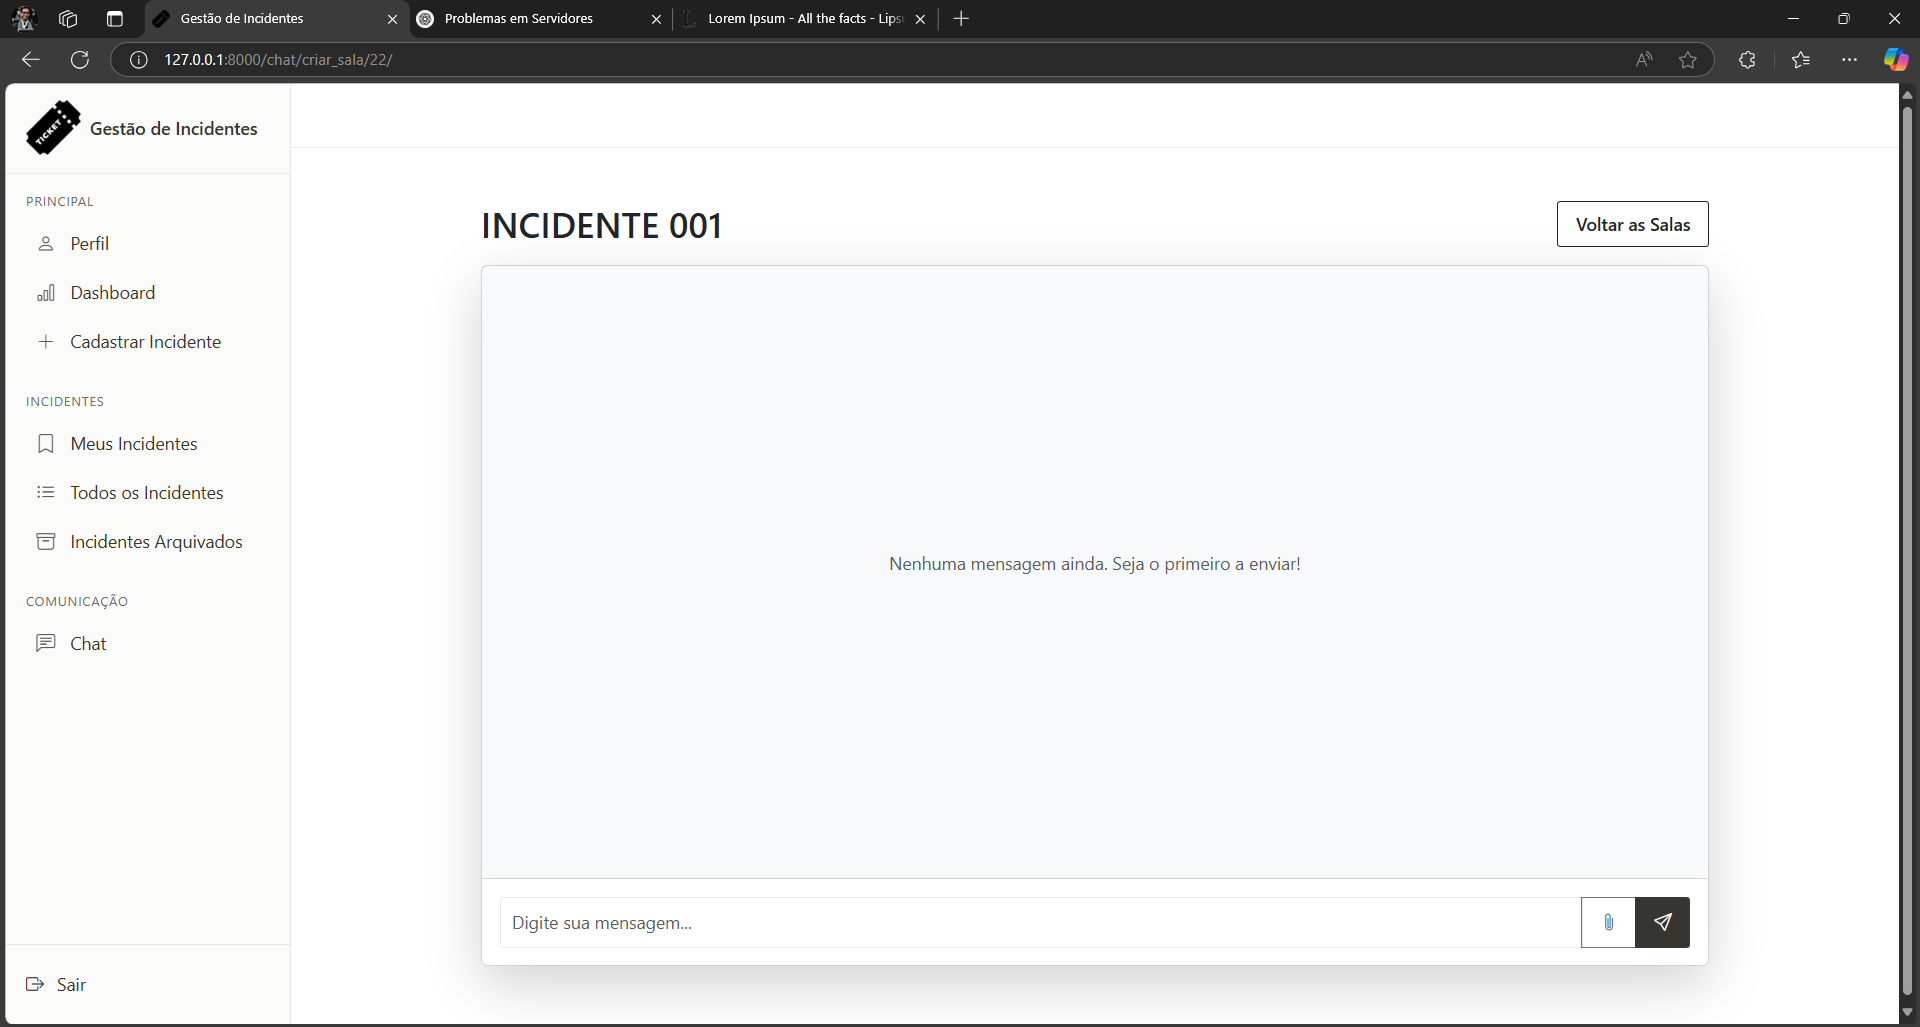 Gestão de Incidentes
Problemas em Servidores
Lorem Ipsum - All the facts - Lips
127.0.0.1:8000/chat/criar_sala/22/
TICKET
Gestão de Incidentes
PRINCIPAL
Perfil
Dashboard
Cadastrar Incidente
INCIDENTES
Meus Incidentes
Todos os Incidentes
Incidentes Arquivados
COMUNICAÇÃO
Chat
Sair
INCIDENTE 001
Voltar as Salas
Nenhuma mensagem ainda. Seja o primeiro a enviar!
Digite sua mensagem...